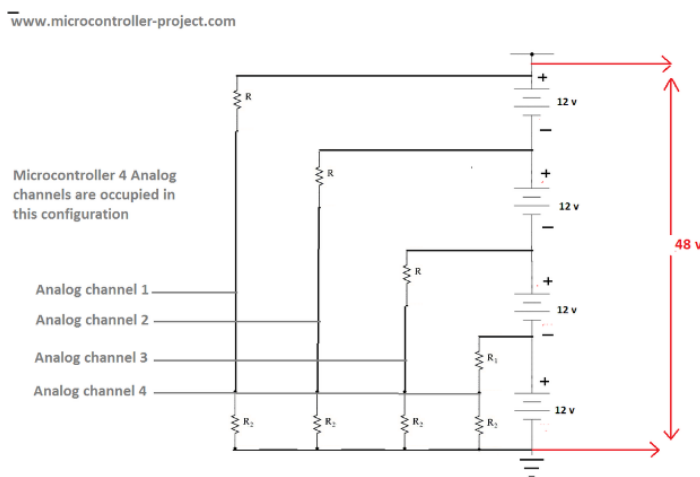 www.microcontroller-project.com
+
R
12 v
−
Microcontroller 4 Analog
channels are occupied in
this configuration
R
+
12 v
−
48 v
R
Analog channel 1
+
12 v
Analog channel 2
−
Analog channel 3
R1
Analog channel 4
+
12 v
R2
R2
R2
R2